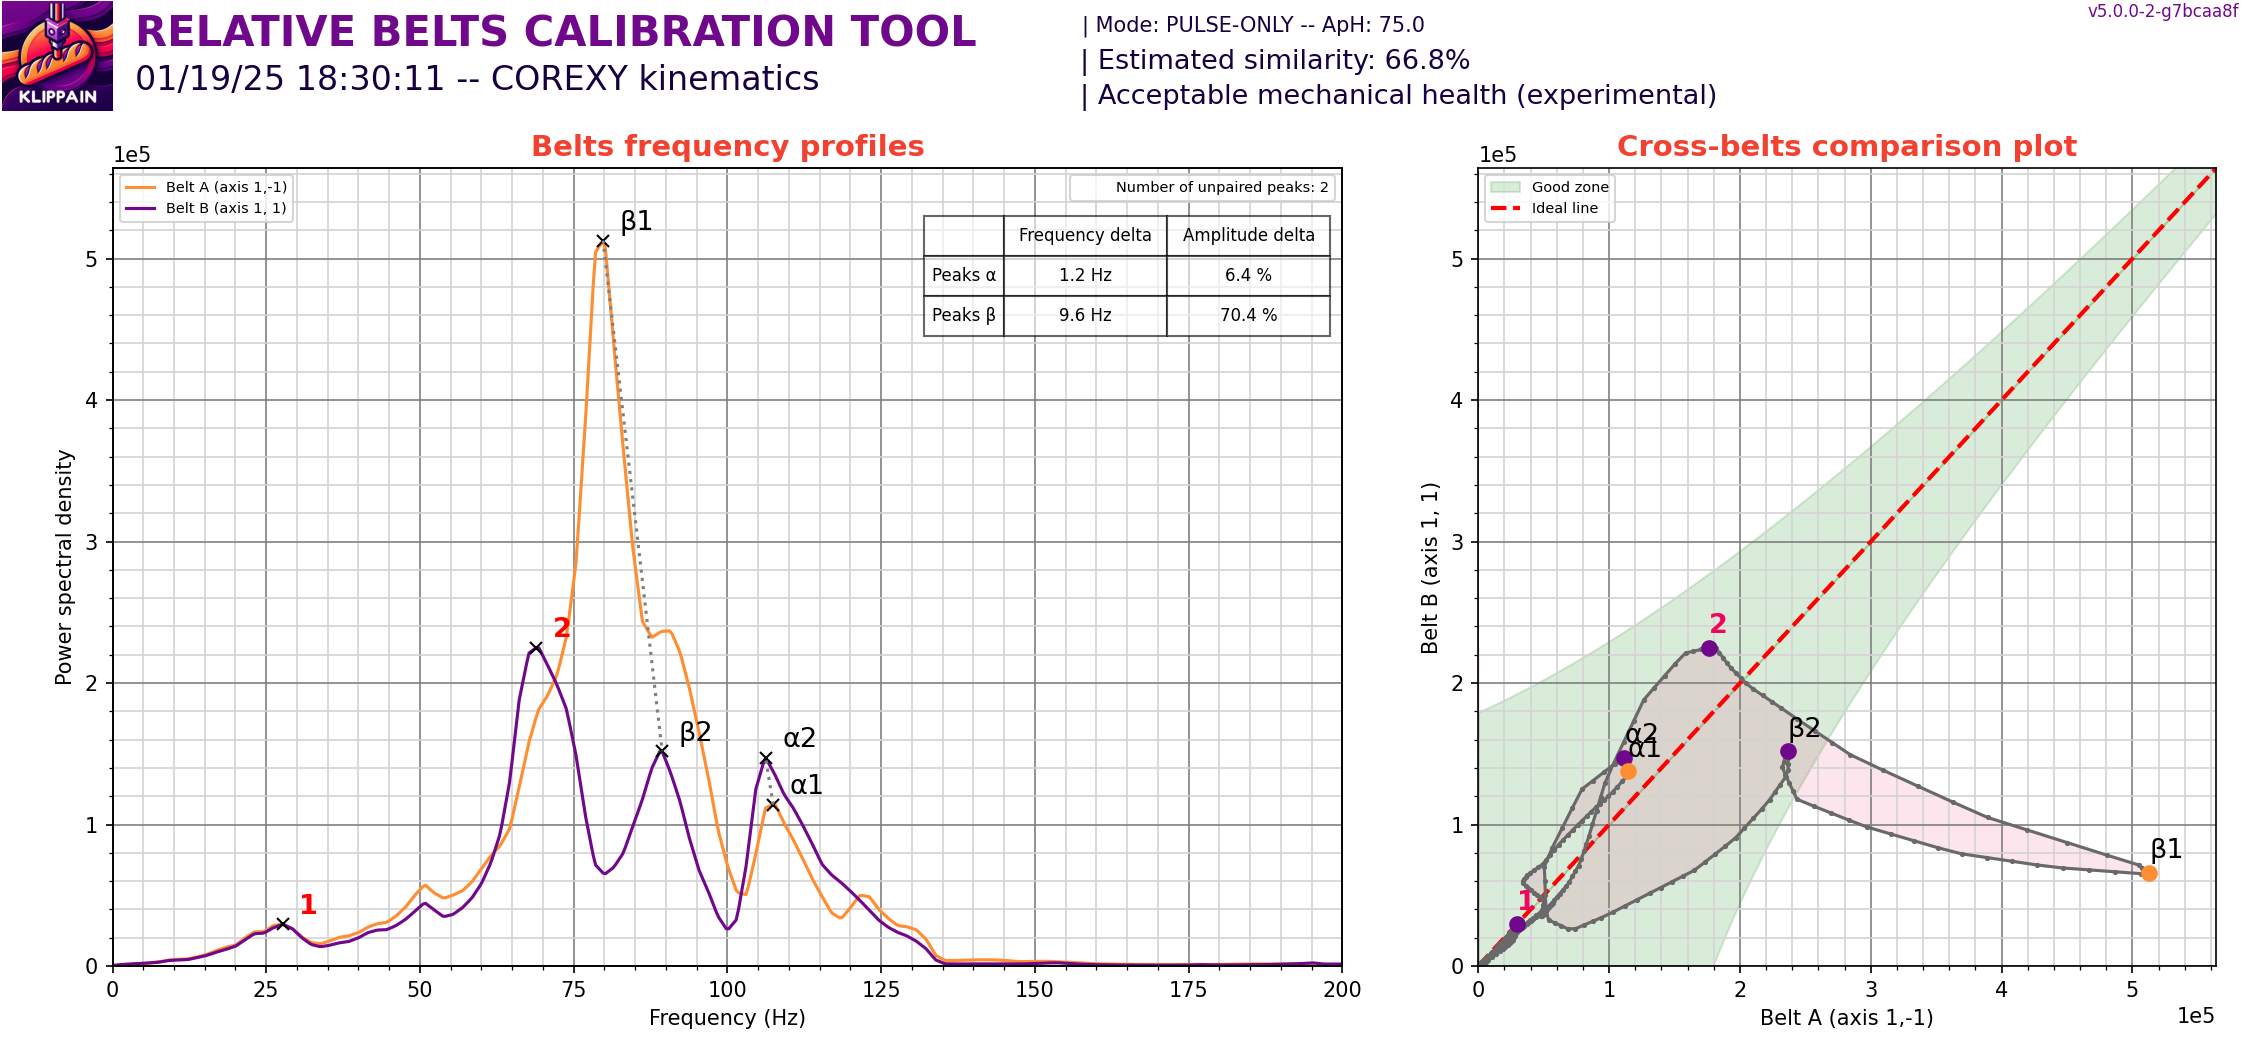 KLIPPAIN
RELATIVE BELTS CALIBRATION TOOL
01/19/25 18:30:11 -- COREXY kinematics
| Mode: PULSE-ONLY -- ApH: 75.0
| Estimated similarity: 66.8%
| Acceptable mechanical health (experimental)
v5.0.0-2-g7bcaa8f
Belts frequency profiles
1e5
Belt A (axis 1,-1)
Belt B (axis 1, 1)
Number of unpaired peaks: 2
Frequency delta Amplitude delta
Peaks α 1.2 Hz 6.4 %
Peaks β 9.6 Hz 70.4 %
β1
2
β2
α2
α1
1
5
4
3
2
1
0
Power spectral density
0 25 50 75 100 125 150 175 200
Frequency (Hz)
Cross-belts comparison plot
1e5
Good zone
Ideal line
2
α2
α1
β2
β1
1
5
4
3
2
1
0
Belt B (axis 1, 1)
0 1 2 3 4 5
Belt A (axis 1,-1)
1e5